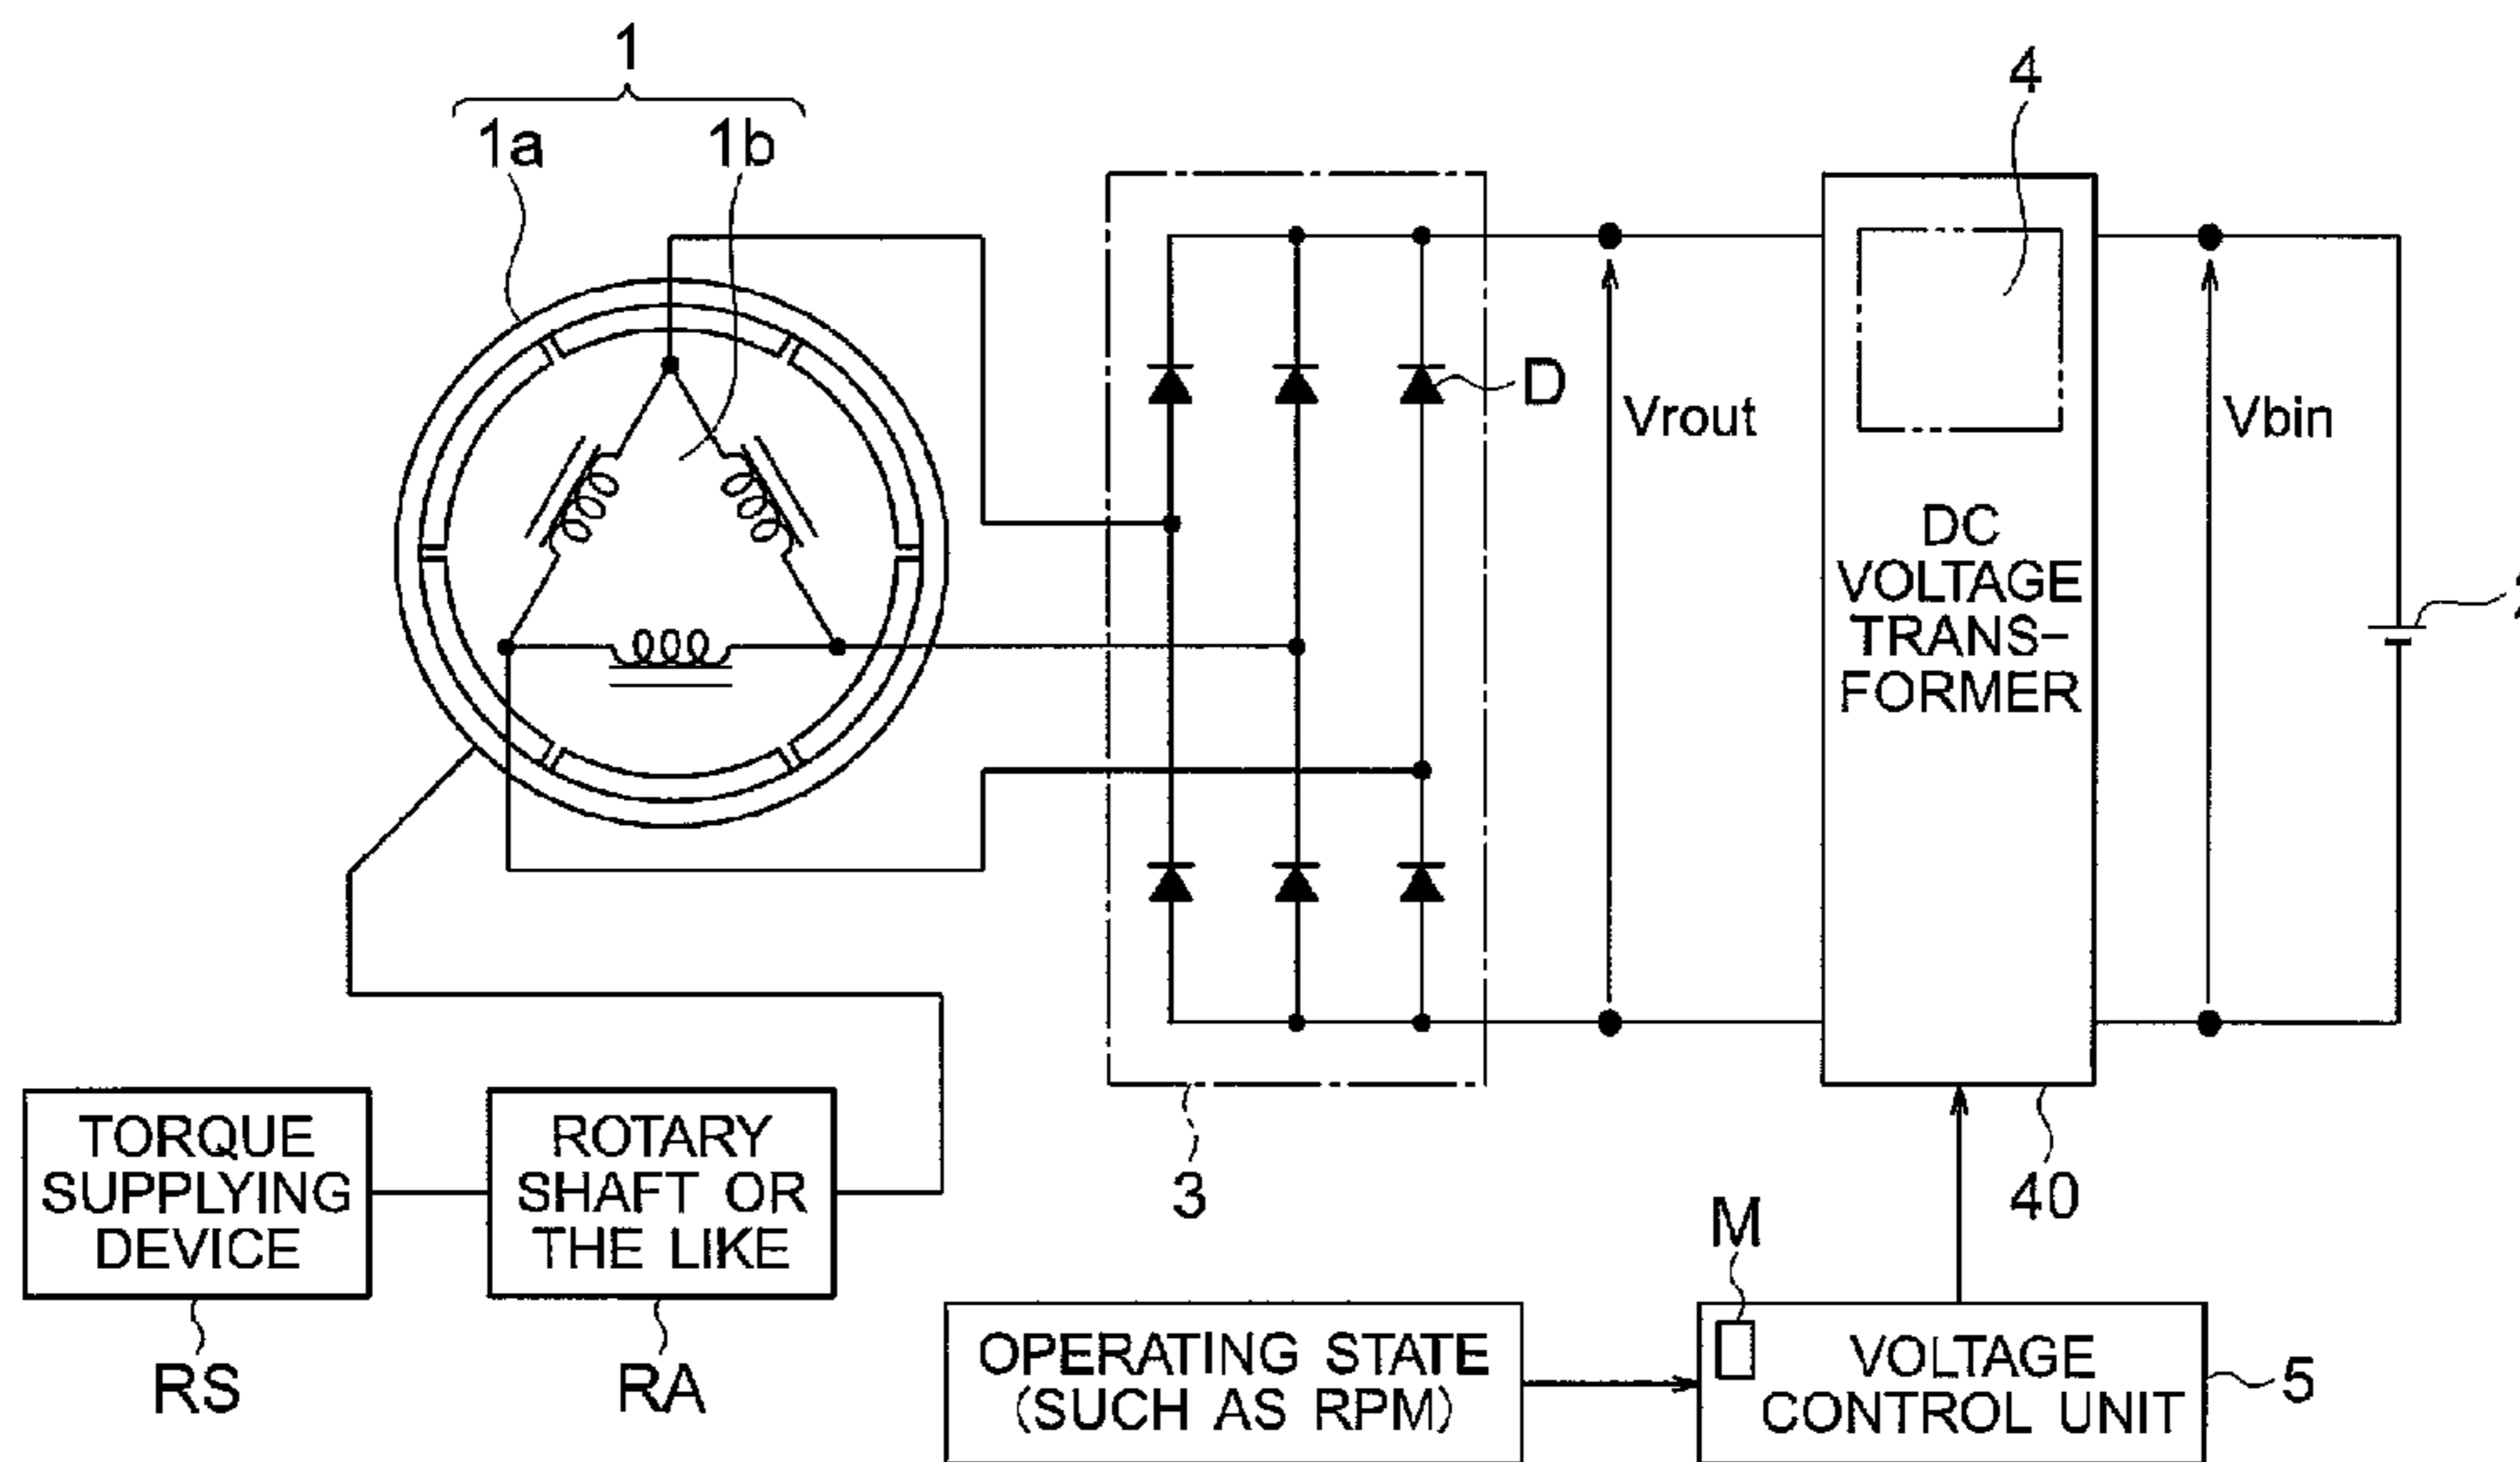 1
1a 1b
4
D
Vrout
Vbin
DC
VOLTAGE
TRANS-
FORMER
3
40
TORQUE
SUPPLYING
DEVICE
ROTARY
SHAFT OR
THE LIKE
RS
RA
M
OPERATING STATE
(SUCH AS RPM)
VOLTAGE
CONTROL UNIT
5